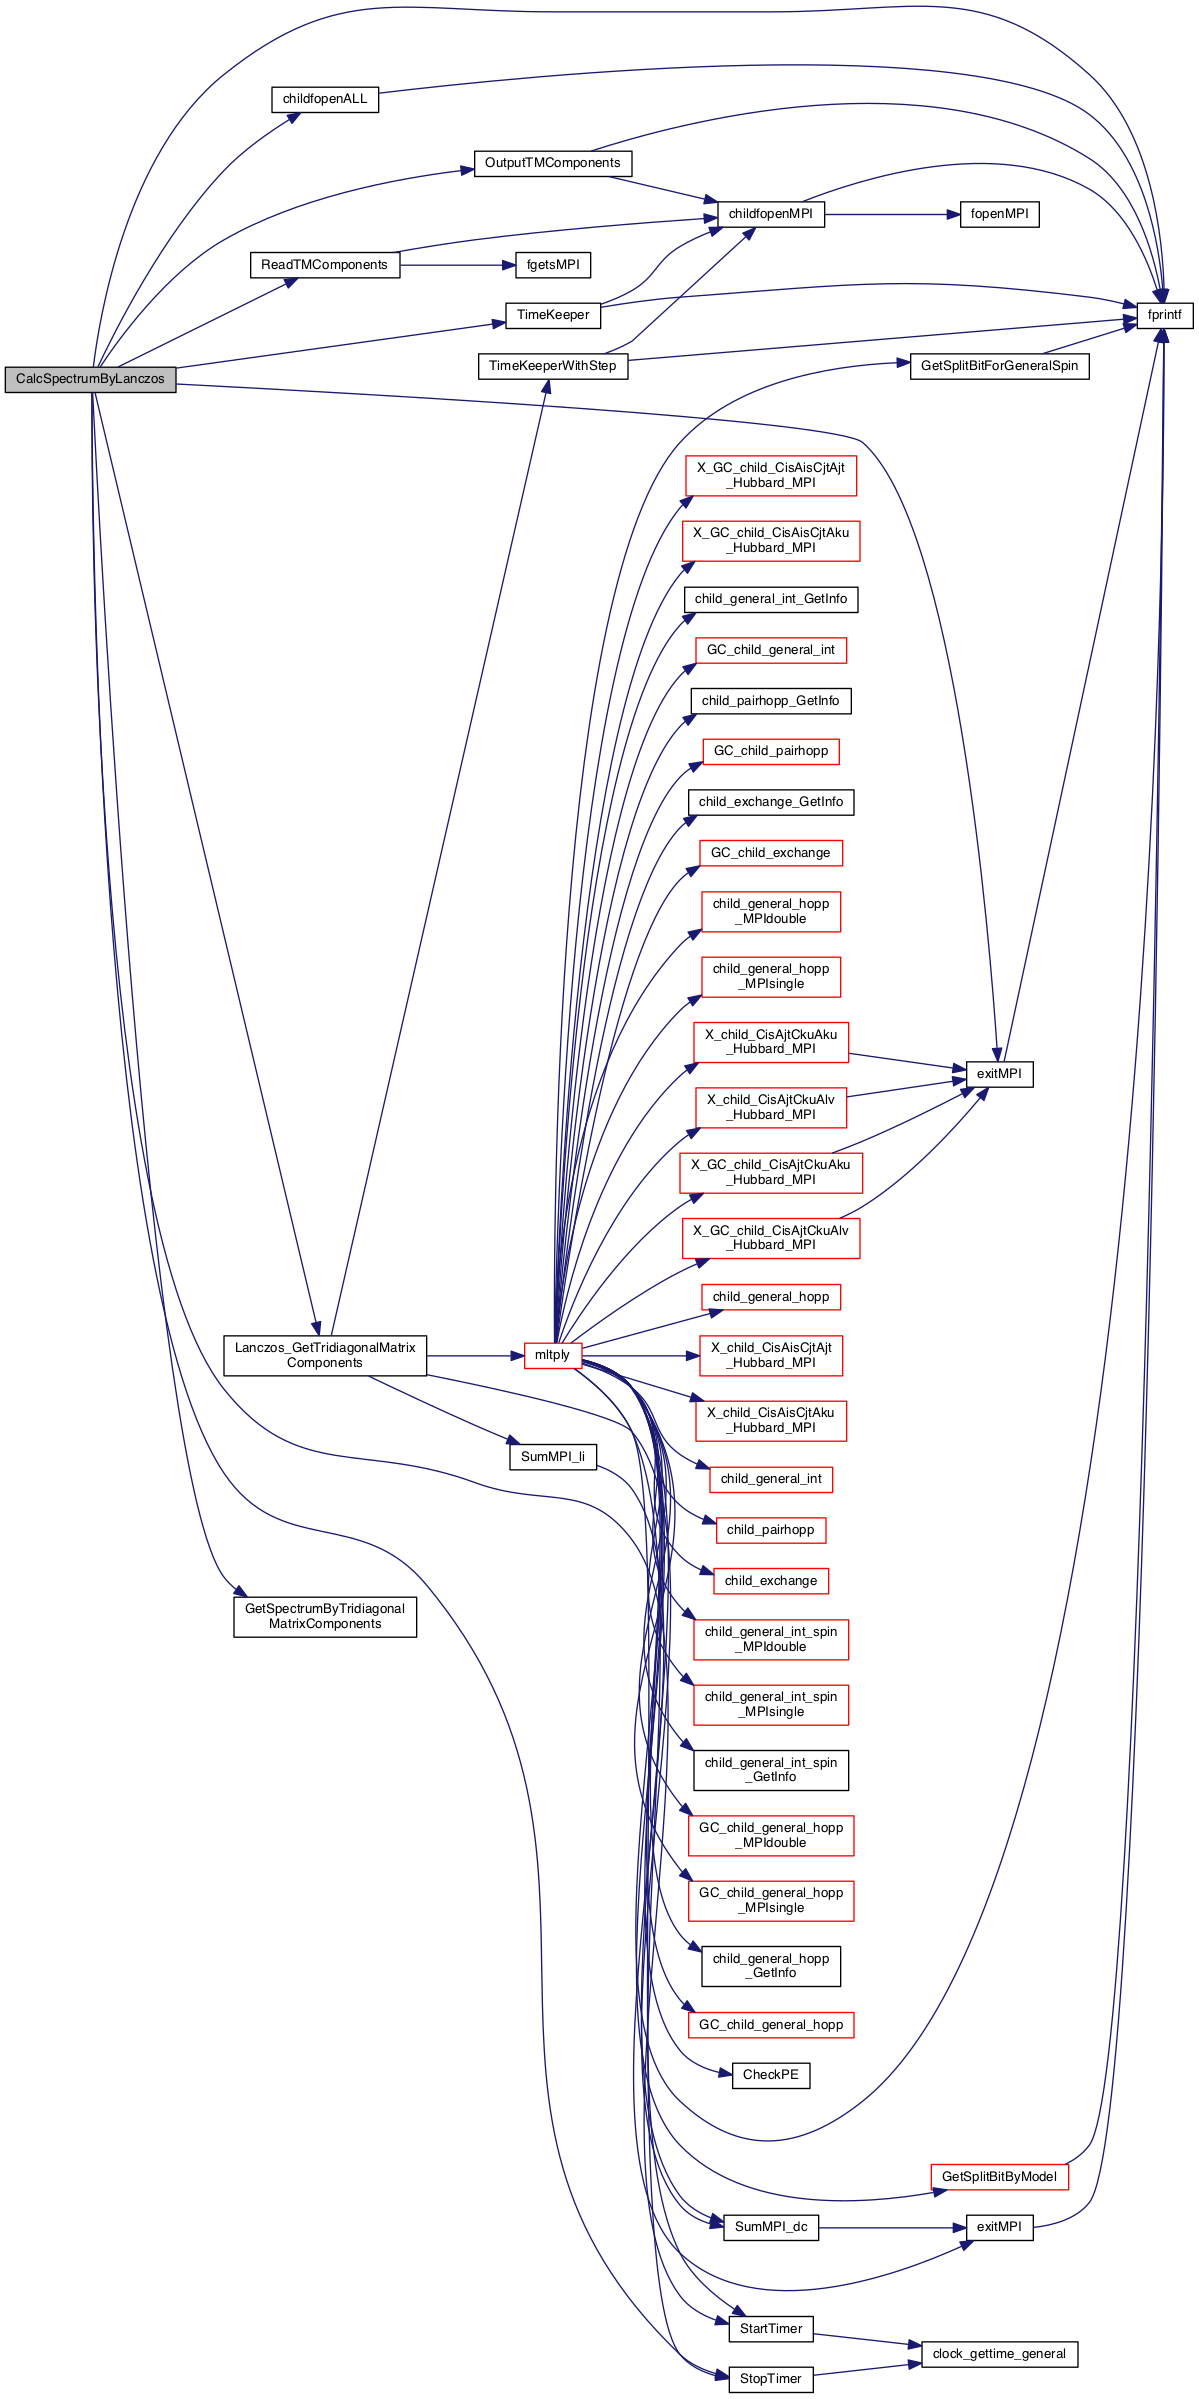 childfopenALL
OutputTMComponents
childfopenMPI
fopenMPI
ReadTMComponents
fgetsMPI
TimeKeeper
fprintf
TimeKeeperWithStep
GetSplitBitForGeneralSpin
CalcSpectrumByLanczos
X_GC_child_CisAisCjtAjt
_Hubbard_MPI
X_GC_child_CisAisCjtAku
_Hubbard_MPI
child_general_int_GetInfo
GC_child_general_int
child_pairhopp_GetInfo
GC_child_pairhopp
child_exchange_GetInfo
GC_child_exchange
child_general_hopp
_MPIdouble
child_general_hopp
_MPIsingle
X_child_CisAjtCkuAku
_Hubbard_MPI
exitMPI
X_child_CisAjtCkuAlv
_Hubbard_MPI
X_GC_child_CisAjtCkuAku
_Hubbard_MPI
X_GC_child_CisAjtCkuAlv
_Hubbard_MPI
child_general_hopp
Lanczos_GetTridiagonalMatrix
Components
mltply
X_child_CisAisCjtAjt
_Hubbard_MPI
X_child_CisAisCjtAku
_Hubbard_MPI
SumMPI_li
child_general_int
child_pairhopp
child_exchange
GetSpectrumByTridiagonal
MatrixComponents
child_general_int_spin
_MPIdouble
child_general_int_spin
_MPIsingle
child_general_int_spin
_GetInfo
GC_child_general_hopp
_MPIdouble
GC_child_general_hopp
_MPIsingle
child_general_hopp
_GetInfo
GC_child_general_hopp
CheckPE
GetSplitBitByModel
SumMPI_dc
exitMPI
StartTimer
clock_gettime_general
StopTimer